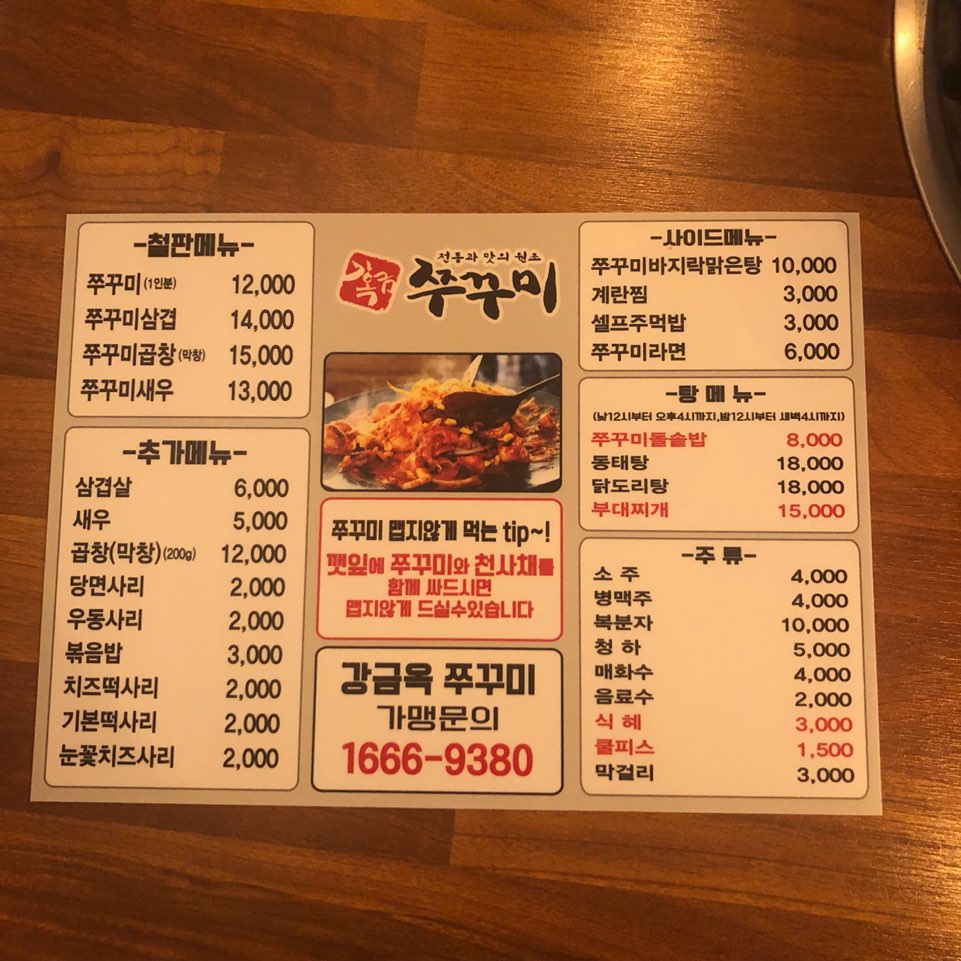 -철판메뉴-
쭈꾸미(1인분) 12,000
쭈꾸미삼겹 14,000
쭈꾸미곱창(막창) 15,000
쭈꾸미새우 13,000
-추가메뉴-
삼겹살 6,000
새우 5,000
곱창(막창)(200g) 12,000
당면사리 2,000
우동사리 2,000
볶음밥 3,000
치즈떡사리 2,000
기본떡사리 2,000
눈꽃치즈사리 2,000
전통과 맛의 원조
강금옥
쭈꾸미
쭈꾸미 맵지않게 먹는 tip~!
깻잎에 쭈꾸미와 천사채를
함께 싸드시면
맵지않게 드실수있습니다
강금옥 쭈꾸미
가맹문의
1666-9380
-사이드메뉴-
쭈꾸미바지락맑은탕 10,000
계란찜 3,000
셀프주먹밥 3,000
쭈꾸미라면 6,000
-탕 메 뉴-
(낮12시부터 오후4시까지,밤12시부터 새벽4시까지)
쭈꾸미돌솥밥 8,000
동태탕 18,000
닭도리탕 18,000
부대찌개 15,000
-주 류-
소 주 4,000
병맥주 4,000
복분자 10,000
청 하 5,000
매화수 4,000
음료수 2,000
식 혜 3,000
쿨피스 1,500
막걸리 3,000